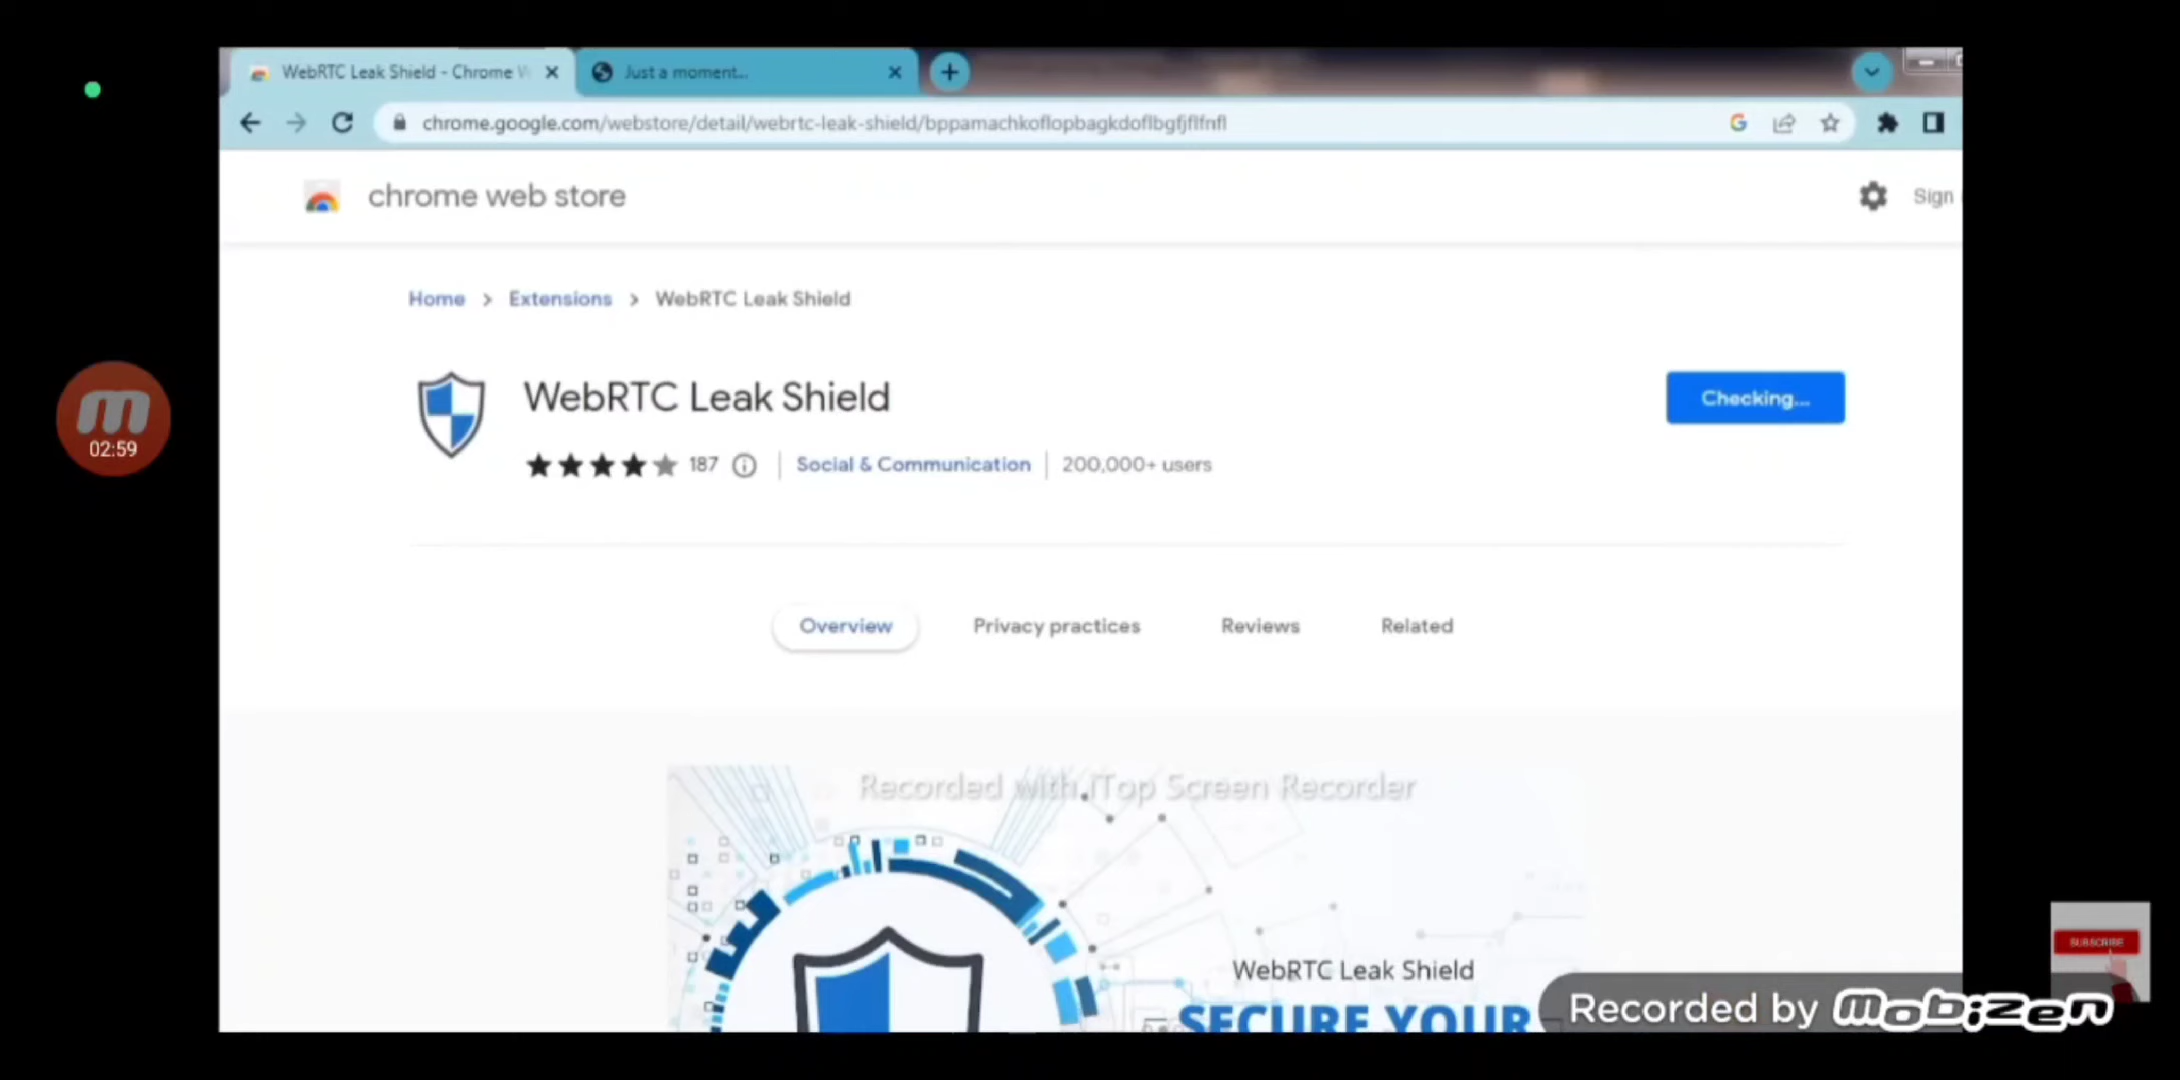 WebRTC Leak Shield - Chrome W
Just a moment...
chrome.google.com/webstore/detail/webrtc-leak-shield/bppamachkoflopbagkdoflbgfjflfnfl
chrome web store
Sign
Home > Extensions > WebRTC Leak Shield
WebRTC Leak Shield
Checking...
187
Social & Communication
200,000+ users
m
02:59
Overview
Privacy practices
Reviews
Related
Recorded with iTop Screen Recorder
WebRTC Leak Shield
SECURE YOUR
SUBSCRIBE
Recorded by mobizen